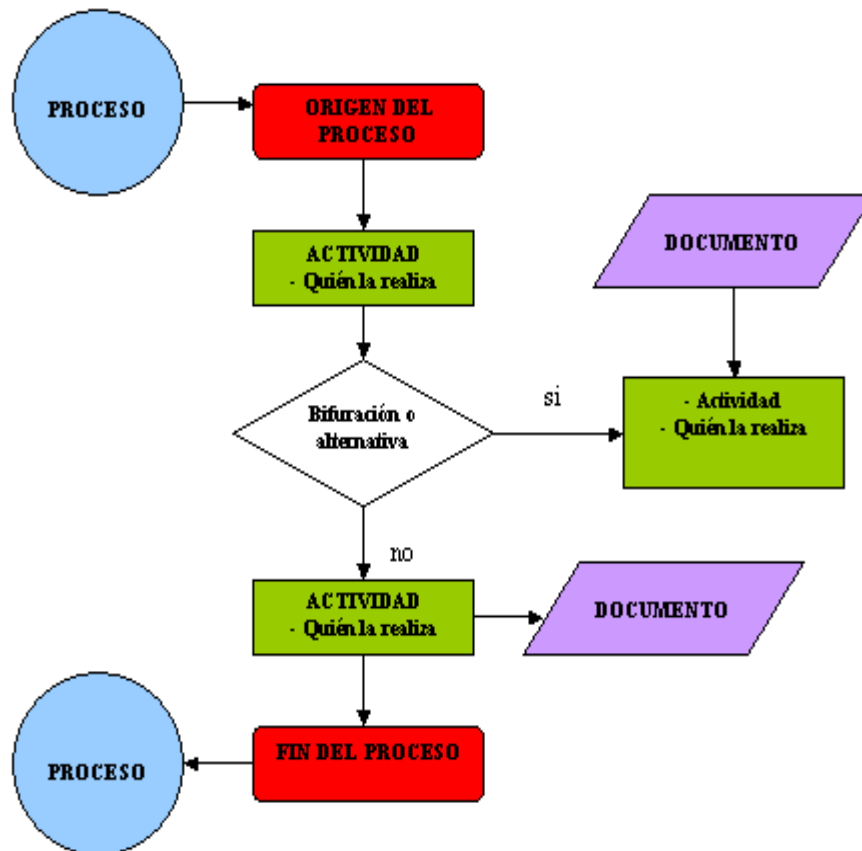 PROCESO
ORIGEN DEL
PROCESO
ACTIVIDAD
- Quién la realiza
DOCUMENTO
Bifuración o
alternativa
si
- Actividad
- Quién la realiza
no
ACTIVIDAD
- Quién la realiza
DOCUMENTO
FIN DEL PROCESO
PROCESO